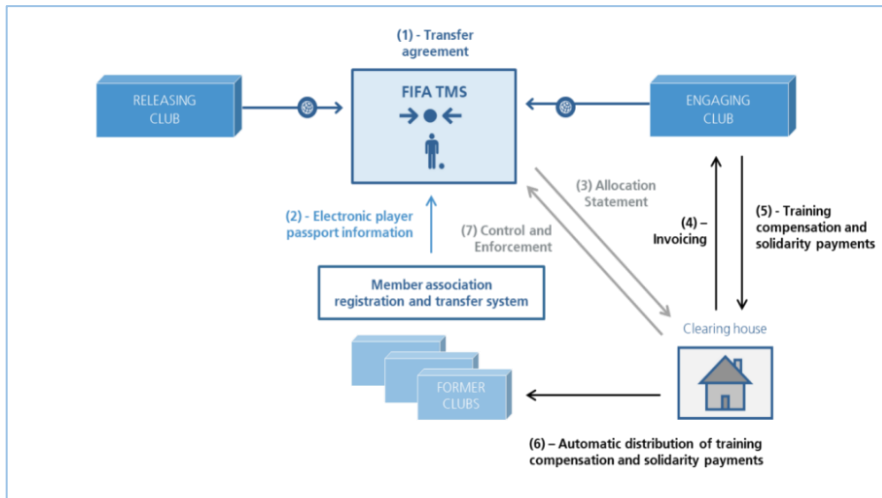 (1) - Transfer
agreement
RELEASING
CLUB
FIFA TMS
ENGAGING
CLUB
(2) - Electronic player
passport information
(3) Allocation
Statement
(7) Control and
Enforcement
(4) –
Invoicing
(5) - Training
compensation and
solidarity payments
Member association
registration and transfer system
Clearing house
FORMER
CLUBS
(6) – Automatic distribution of training
compensation and solidarity payments